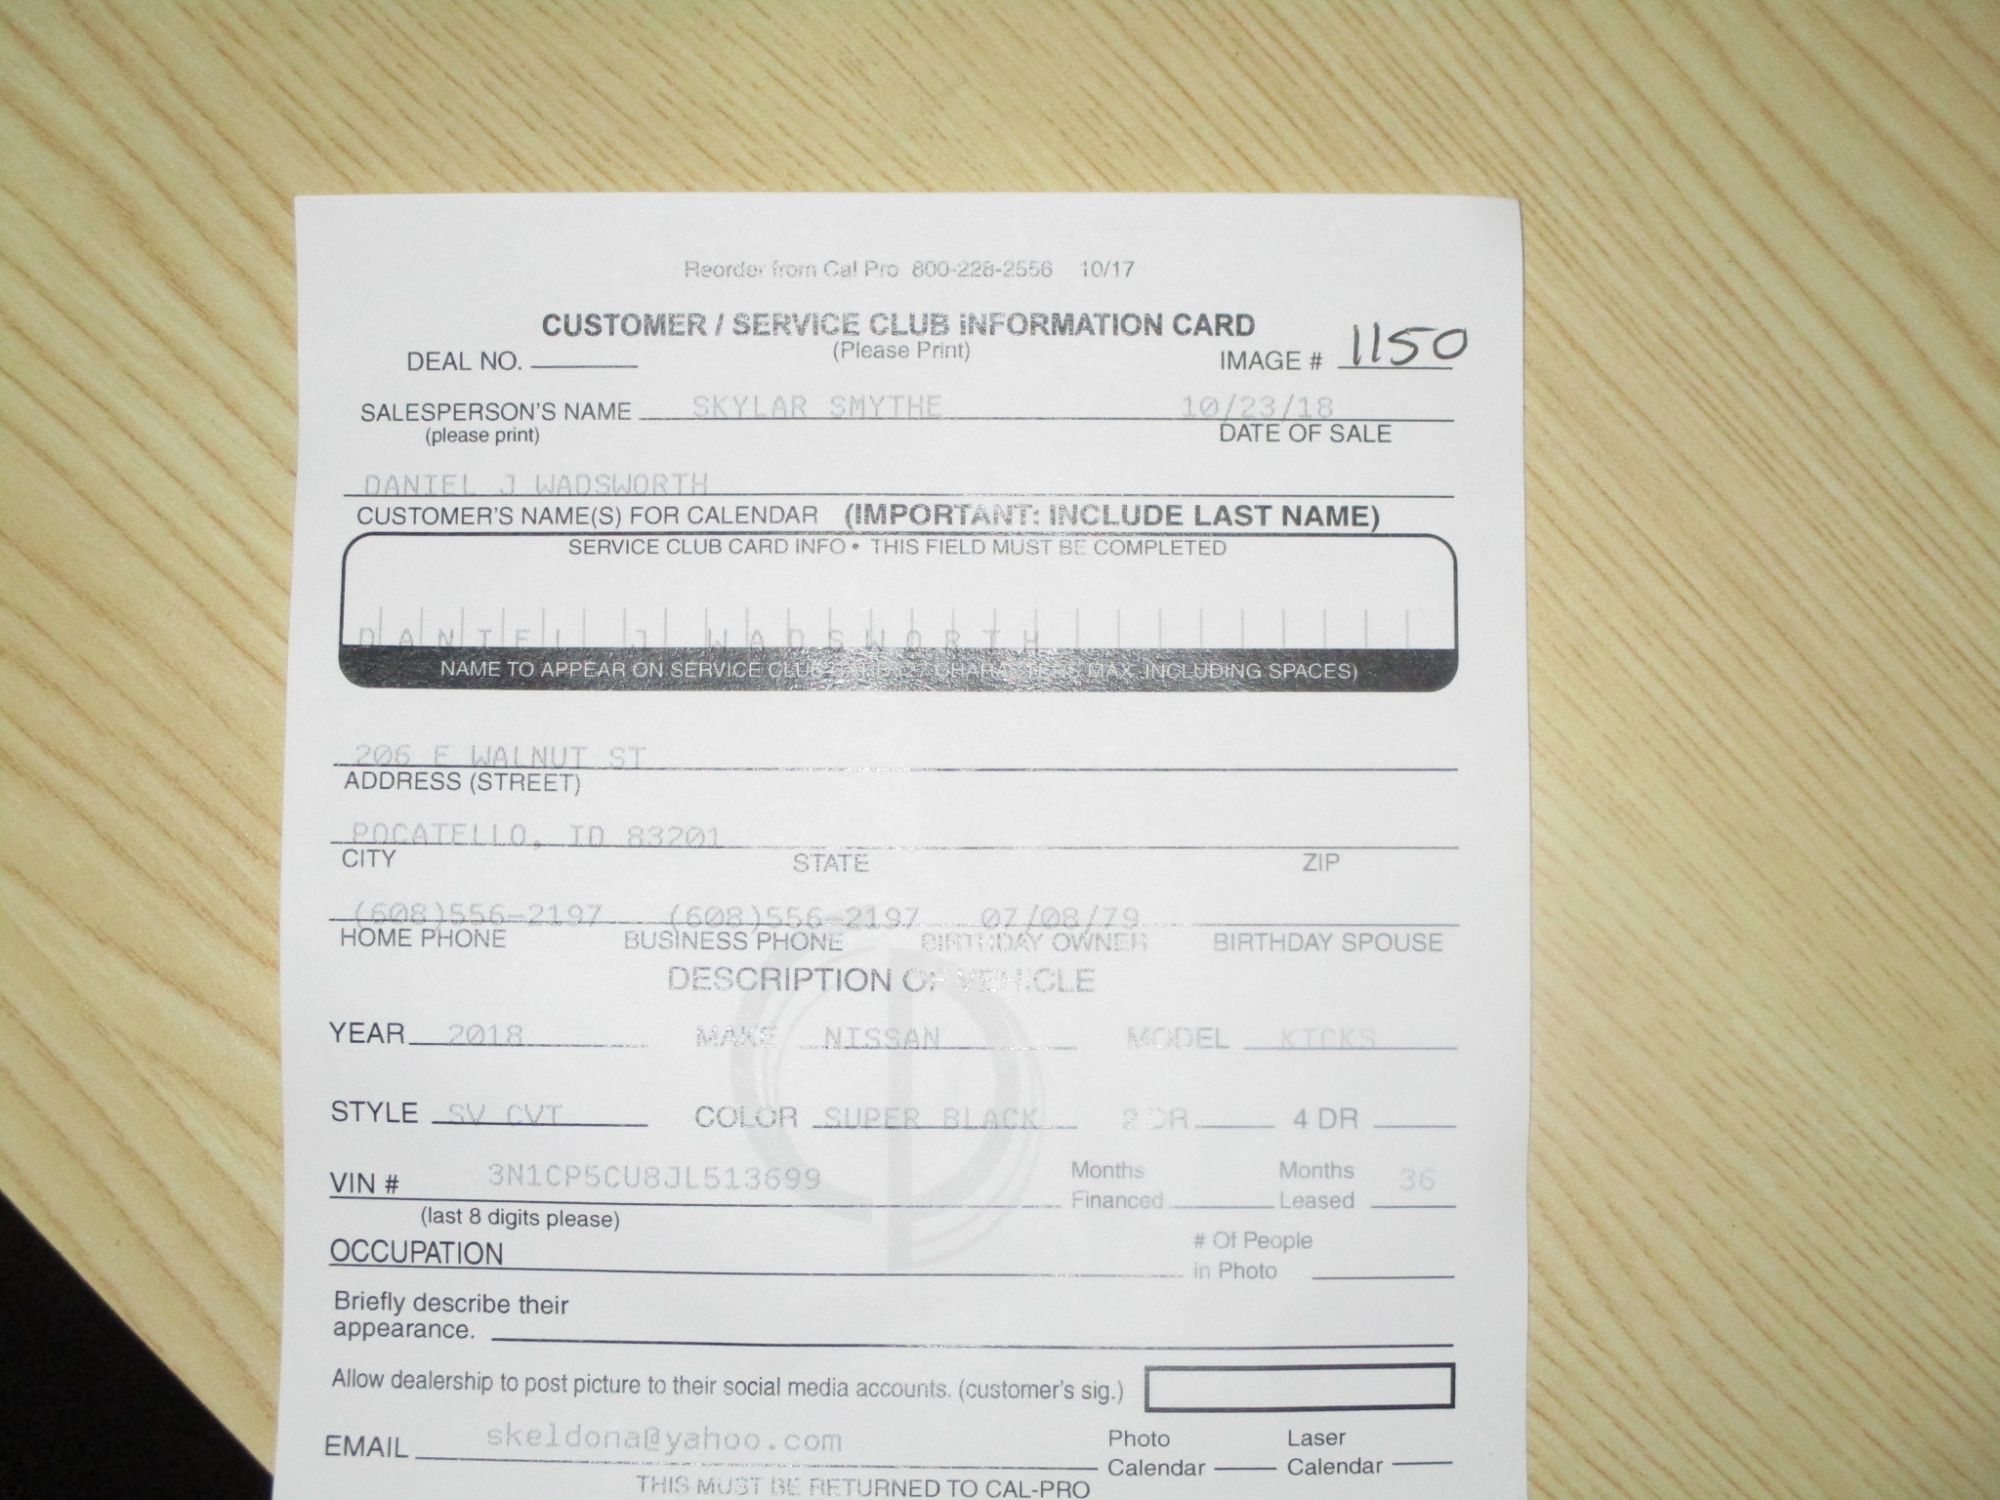 Reorder from Cal Pro 800-228-2556 10/17
CUSTOMER / SERVICE CLUB INFORMATION CARD
(Please Print)
DEAL NO. IMAGE # 1150
SALESPERSON'S NAME SKYLAR SMYTHE 10/23/18
(please print) DATE OF SALE
DANIEL J WADSWORTH
CUSTOMER'S NAME(S) FOR CALENDAR (IMPORTANT: INCLUDE LAST NAME)
SERVICE CLUB CARD INFO • THIS FIELD MUST BE COMPLETED
DANIEL J WADSWORTH
NAME TO APPEAR ON SERVICE CLUB CHARACTERS MAX. INCLUDING SPACES)
206 E WALNUT ST
ADDRESS (STREET)
POCATELLO, ID 83201
CITY STATE ZIP
(608)556-2197 (608)556-2197 07/08/79
HOME PHONE BUSINESS PHONE BIRTHDAY OWNER BIRTHDAY SPOUSE
DESCRIPTION OF VEHICLE
YEAR 2018 MAKE NISSAN MODEL KICKS
STYLE SV CVT COLOR SUPER BLACK 2 DR 4 DR
VIN # 3N1CP5CU8JL513699 Months Financed Months Leased 36
(last 8 digits please)
OCCUPATION # Of People in Photo
Briefly describe their
appearance.
Allow dealership to post picture to their social media accounts. (customer's sig.)
EMAIL skeldona@yahoo.com Photo Calendar Laser Calendar
THIS MUST BE RETURNED TO CAL-PRO